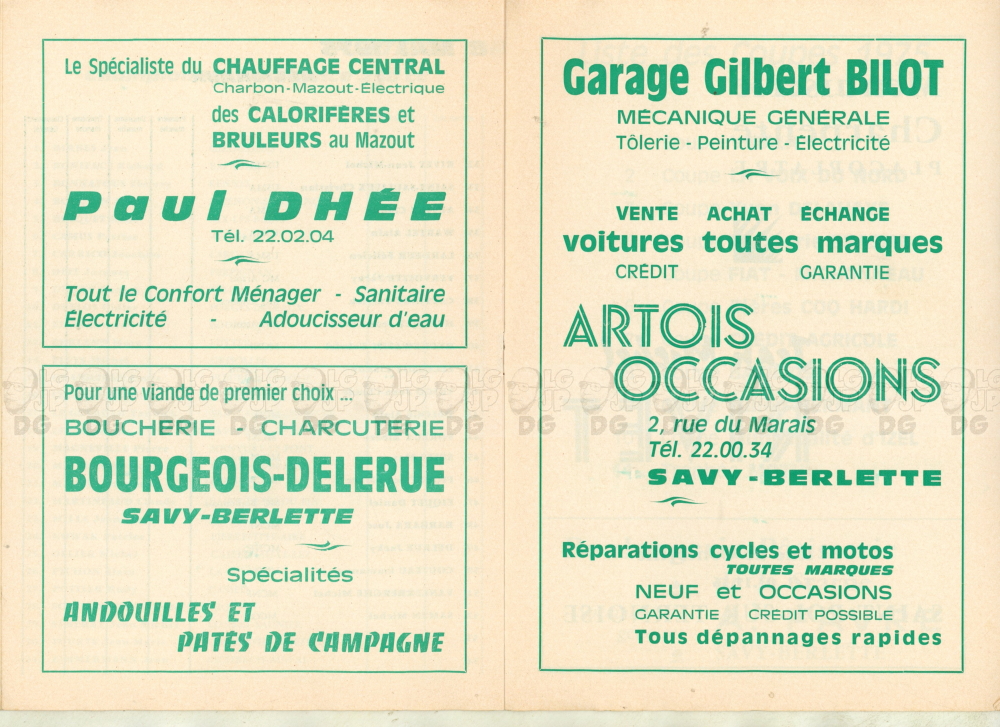 Le Spécialiste du CHAUFFAGE CENTRAL
Charbon-Mazout-Électrique
des CALORIFÈRES et
BRULEURS au Mazout
Paul DHÉE
Tél. 22.02.04
Tout le Confort Ménager - Sanitaire
Électricité - Adoucisseur d'eau
Pour une viande de premier choix ...
BOUCHERIE - CHARCUTERIE
BOURGEOIS-DELERUE
SAVY-BERLETTE
Spécialités
ANDOUILLES ET
PATÈS DE CAMPAGNE
Garage Gilbert BILOT
MÉCANIQUE GÉNÉRALE
Tôlerie - Peinture - Électricité
VENTE ACHAT ÉCHANGE
voitures toutes marques
CRÉDIT GARANTIE
ARTOIS
OCCASIONS
2, rue du Marais
Tél. 22.00.34
SAVY-BERLETTE
Réparations cycles et motos
TOUTES MARQUES
NEUF et OCCASIONS
GARANTIE CREDIT POSSIBLE
Tous dépannages rapides